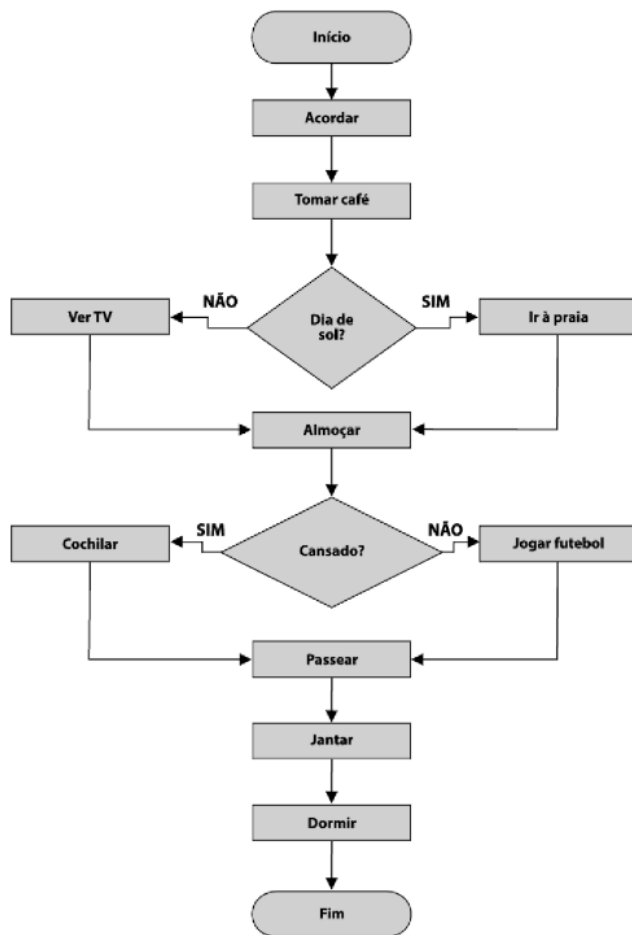 Início
Acordar
Tomar café
NÃO
SIM
Ver TV
Dia de
sol?
Ir à praia
Almoçar
SIM
NÃO
Cochilar
Cansado?
Jogar futebol
Passear
Jantar
Dormir
Fim